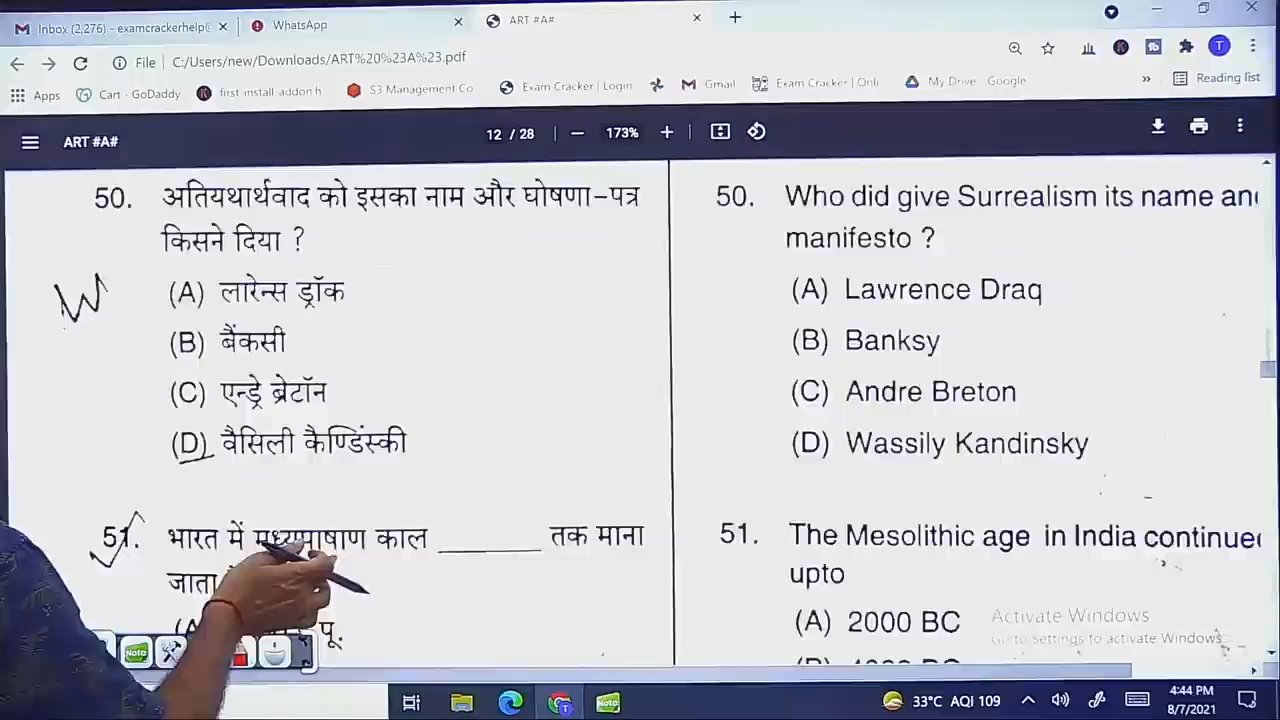 Inbox (2,276) - examcrackerhelp@
WhatsApp
ART #A#
File | C:/Users/new/Downloads/ART%20%23A%23.pdf
Apps
Cart - GoDaddy
first install addon h
S3 Management Co
Exam Cracker | Login
Gmail
Exam Cracker | Onli
My Drive Google
»
Reading list
ART #A#
12 / 28
173%
50. अतियथार्थवाद को इसका नाम और घोषणा-पत्र
किसने दिया ?
W
(A) लारेन्स ड्रॉक
(B) बैंकसी
(C) एन्ड्रे ब्रेटॉन
(D) वैसिली कैण्डिंस्की
51. भारत में मध्यपाषाण काल ______ तक माना
जाता
पू.
50. Who did give Surrealism its name an
manifesto ?
(A) Lawrence Draq
(B) Banksy
(C) Andre Breton
(D) Wassily Kandinsky
51. The Mesolithic age in India continue
upto
(A) 2000 BC
Activate Windows
Go to Settings to activate Windows.
Note
Note
33°C AQI 109
4:44 PM
8/7/2021